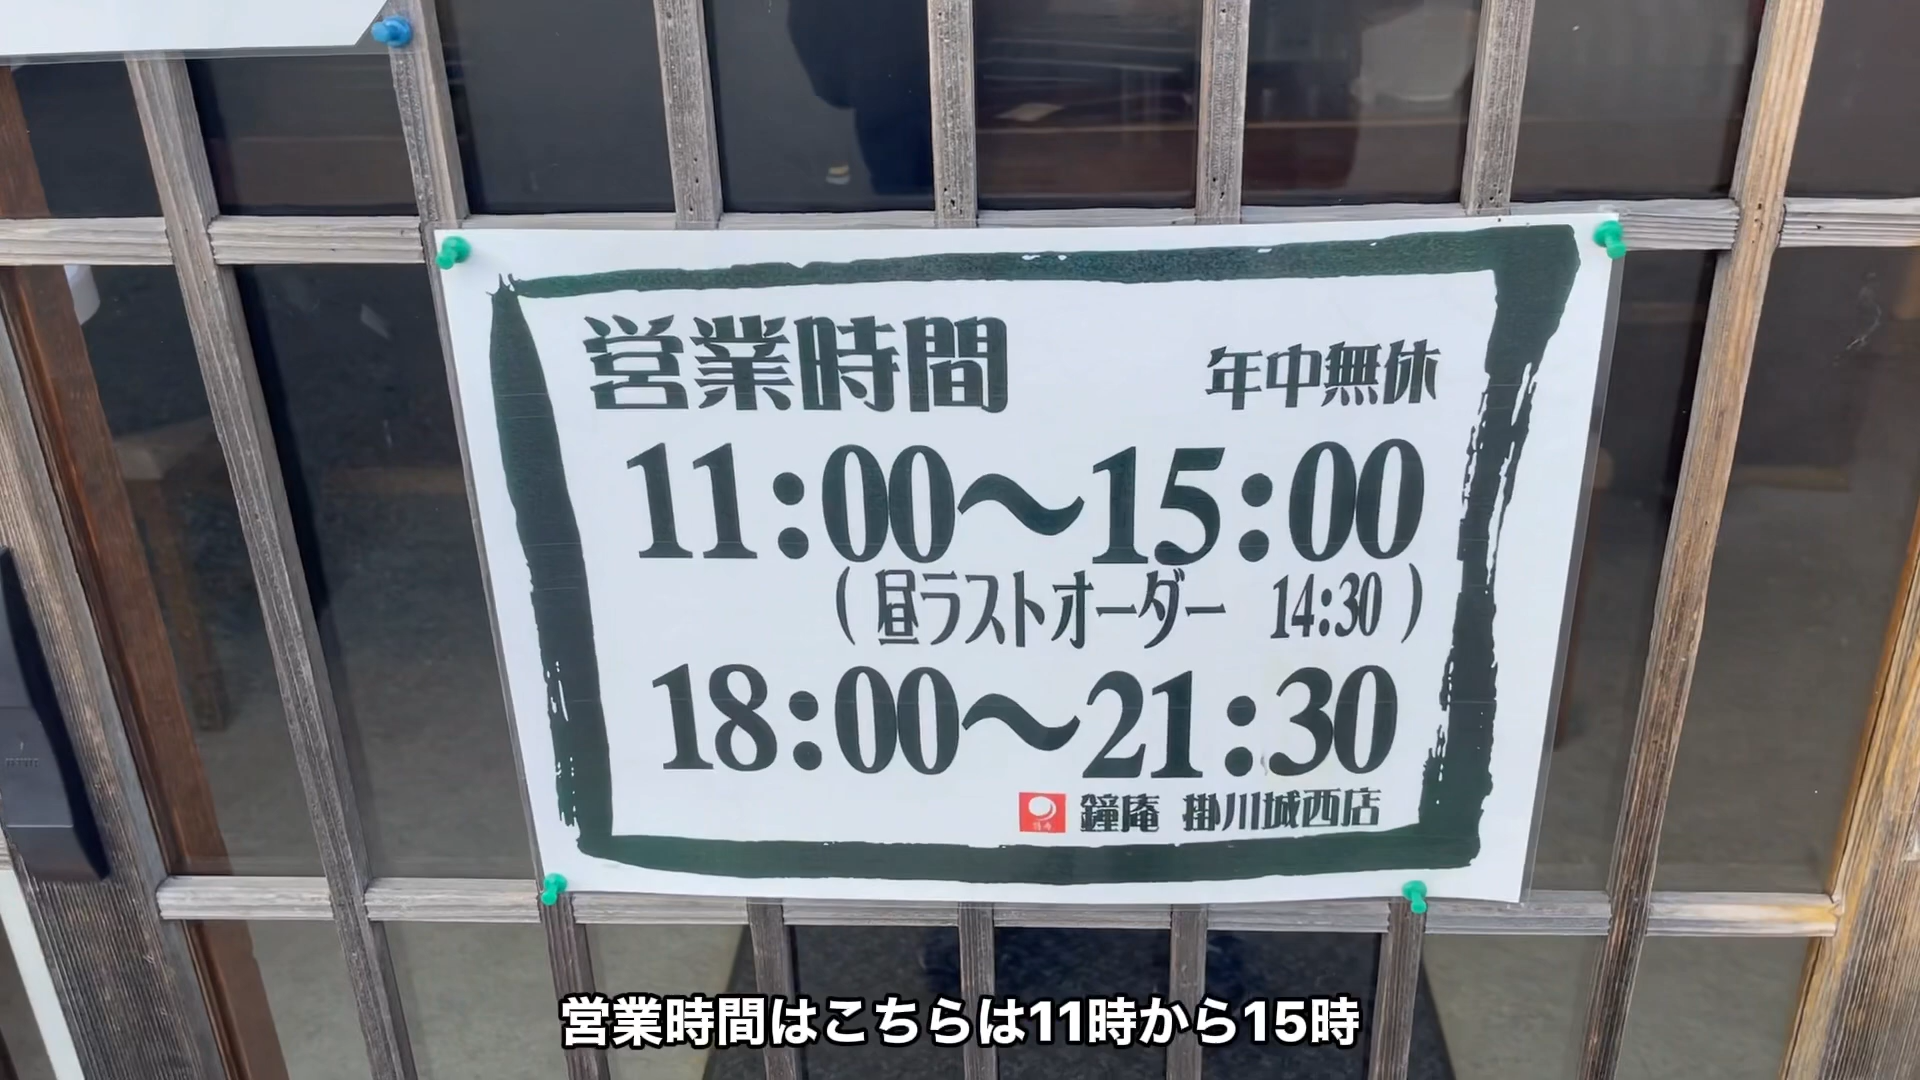 営業時間 年中無休
11:00～15:00
（昼ラストオーダー 14:30）
18:00～21:30
鐘庵 掛川城西店
営業時間はこちらは11時から15時